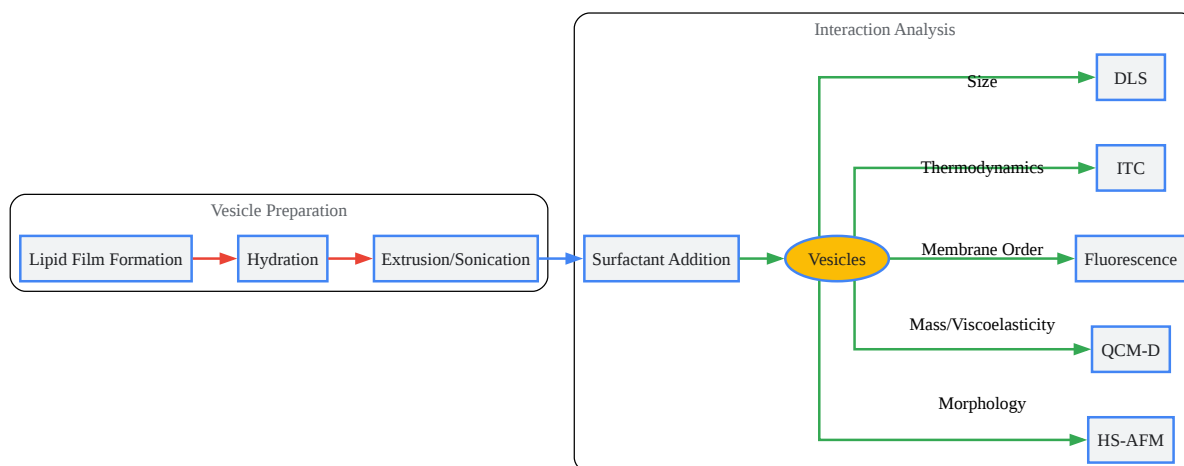 Interaction Analysis
Size
DLS
Thermodynamics
ITC
Vesicle Preparation
Lipid Film Formation
Hydration
Extrusion/Sonication
Surfactant Addition
Vesicles
Membrane Order
Fluorescence
Mass/Viscoelasticity
QCM-D
Morphology
HS-AFM